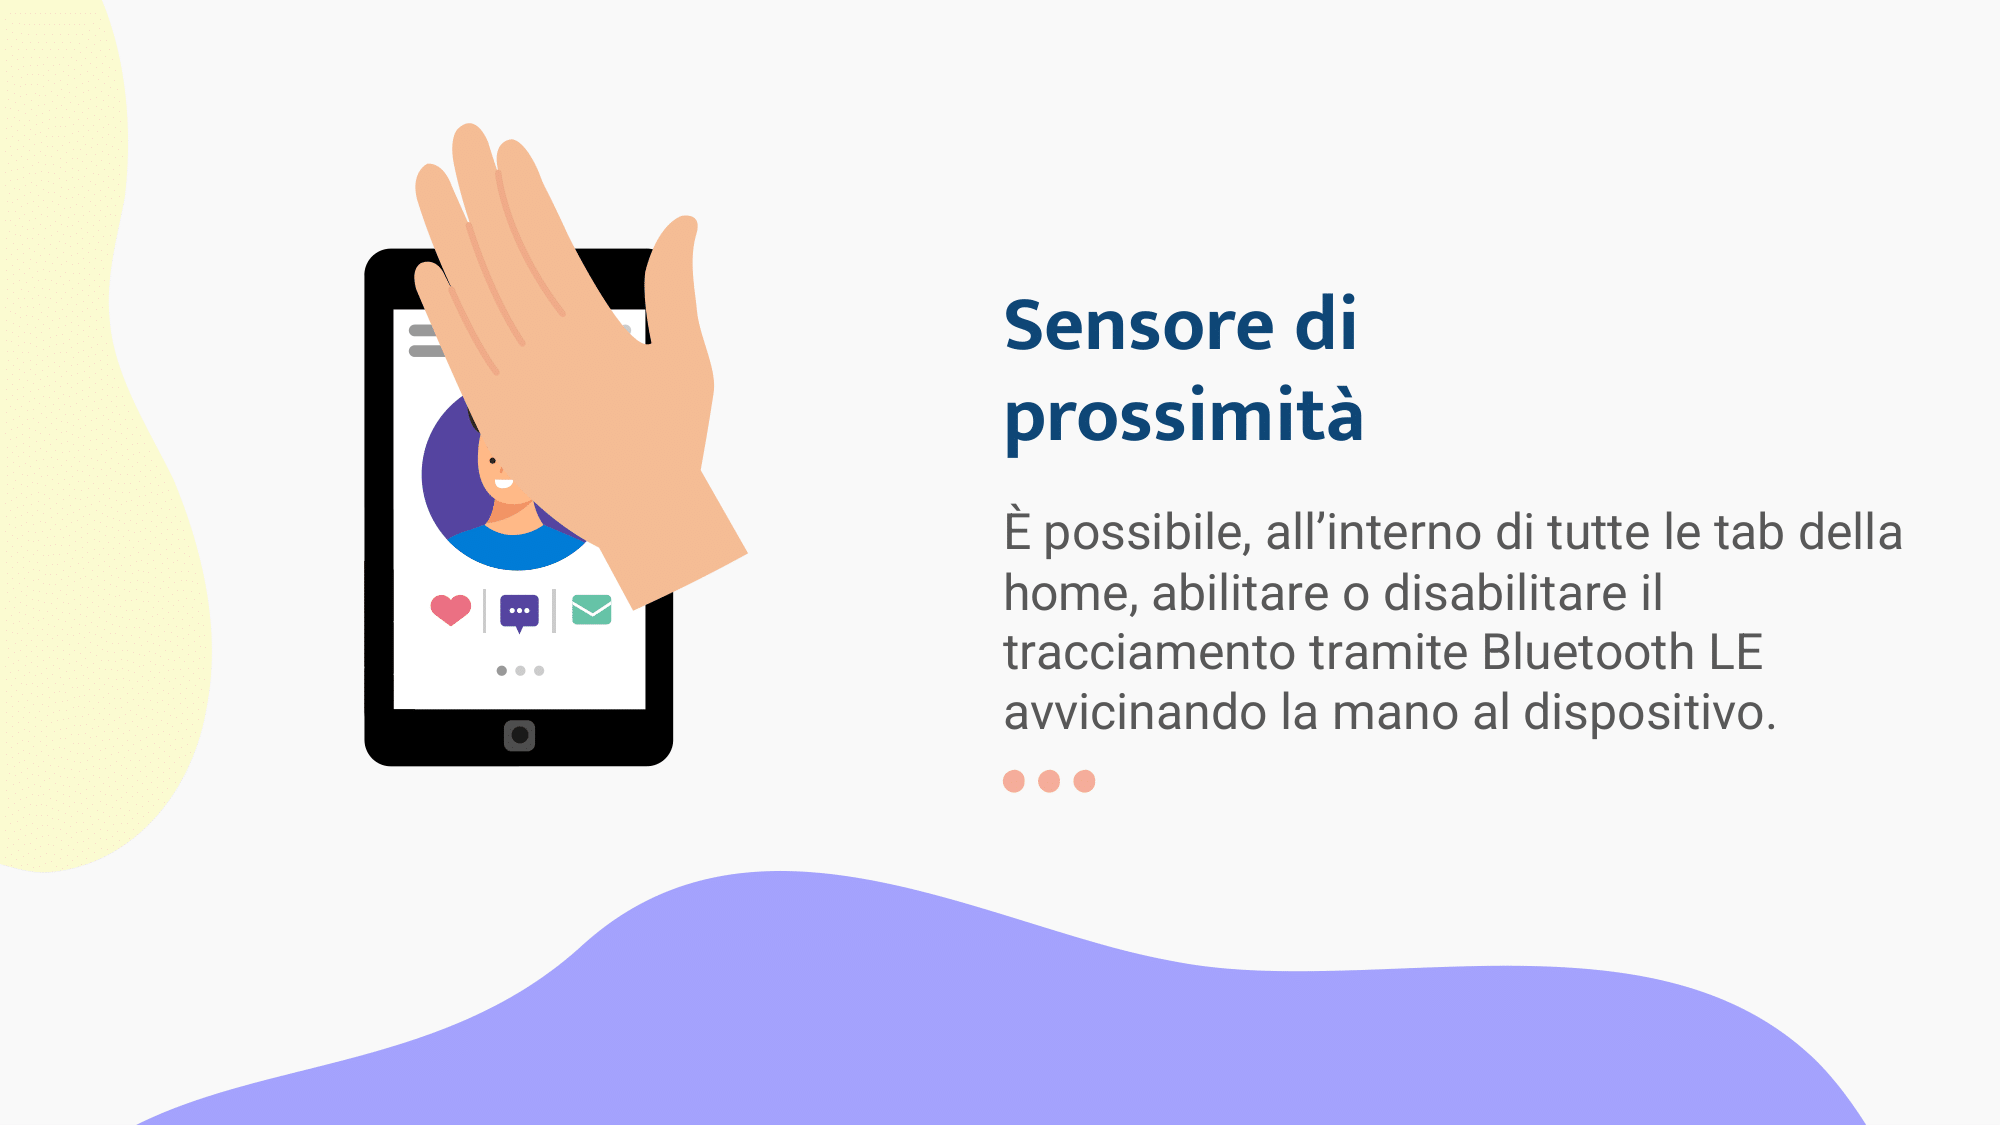 Sensore di
prossimità
È possibile, all’interno di tutte le tab della
home, abilitare o disabilitare il
tracciamento tramite Bluetooth LE
avvicinando la mano al dispositivo.